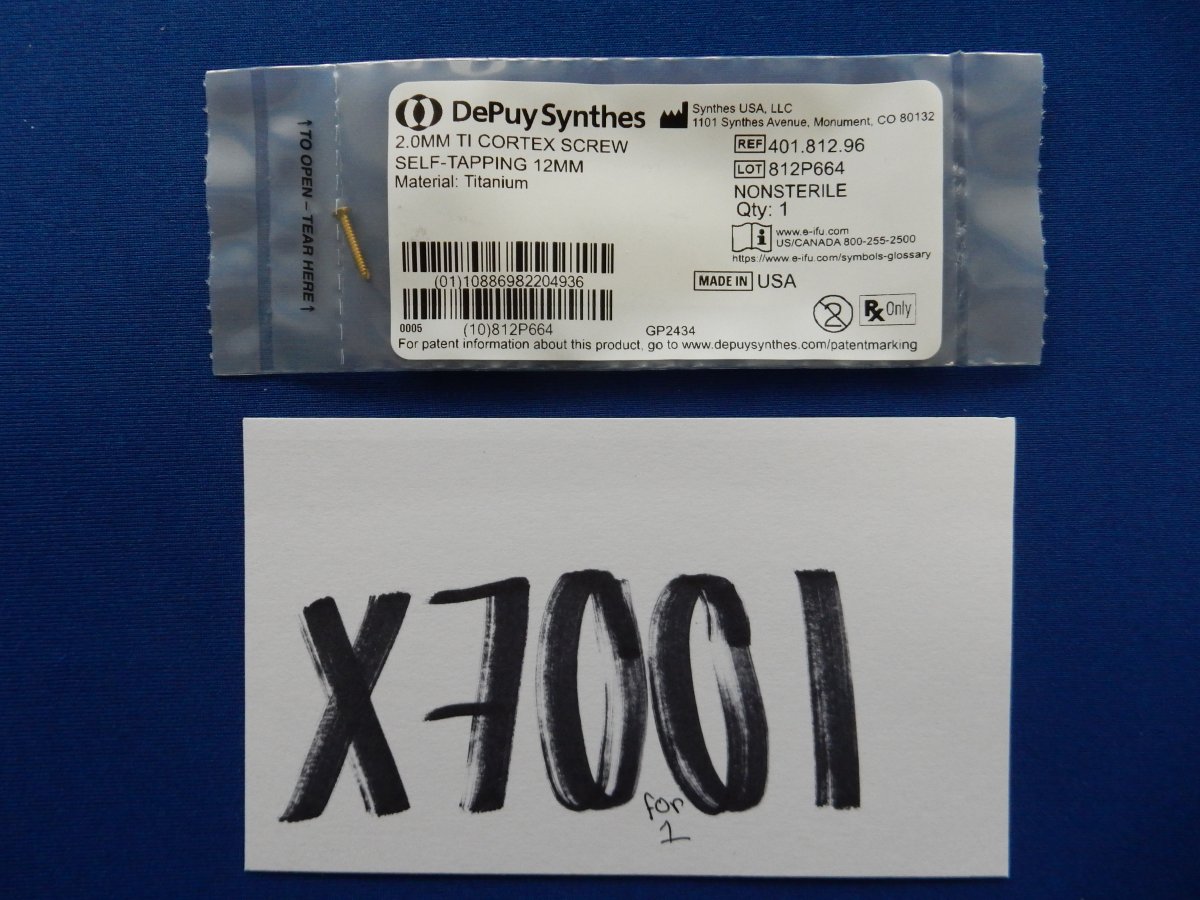 ↑TO OPEN – TEAR HERE↑
DePuy Synthes
Synthes USA, LLC
1101 Synthes Avenue, Monument, CO 80132
2.0MM TI CORTEX SCREW
SELF-TAPPING 12MM
Material: Titanium
REF 401.812.96
LOT 812P664
NONSTERILE
Qty: 1
i
www.e-ifu.com
US/CANADA 800-255-2500
https://www.e-ifu.com/symbols-glossary
(01)10886982204936
MADE IN USA
0005
(10)812P664
GP2434
2
Rx Only
For patent information about this product, go to www.depuysynthes.com/patentmarking
X7001
for
1